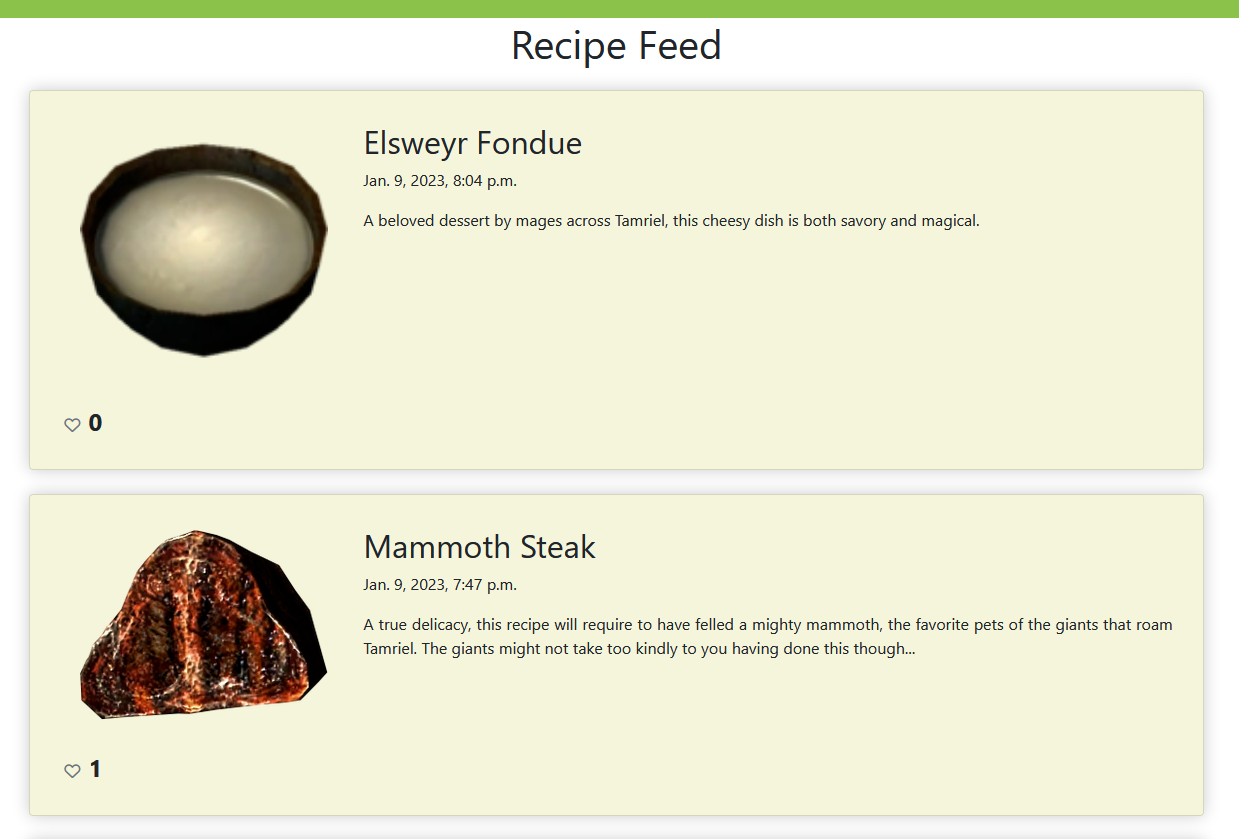 Recipe Feed
Elsweyr Fondue
Jan. 9, 2023, 8:04 p.m.
A beloved dessert by mages across Tamriel, this cheesy dish is both savory and magical.
0
Mammoth Steak
Jan. 9, 2023, 7:47 p.m.
A true delicacy, this recipe will require to have felled a mighty mammoth, the favorite pets of the giants that roam
Tamriel. The giants might not take too kindly to you having done this though...
1